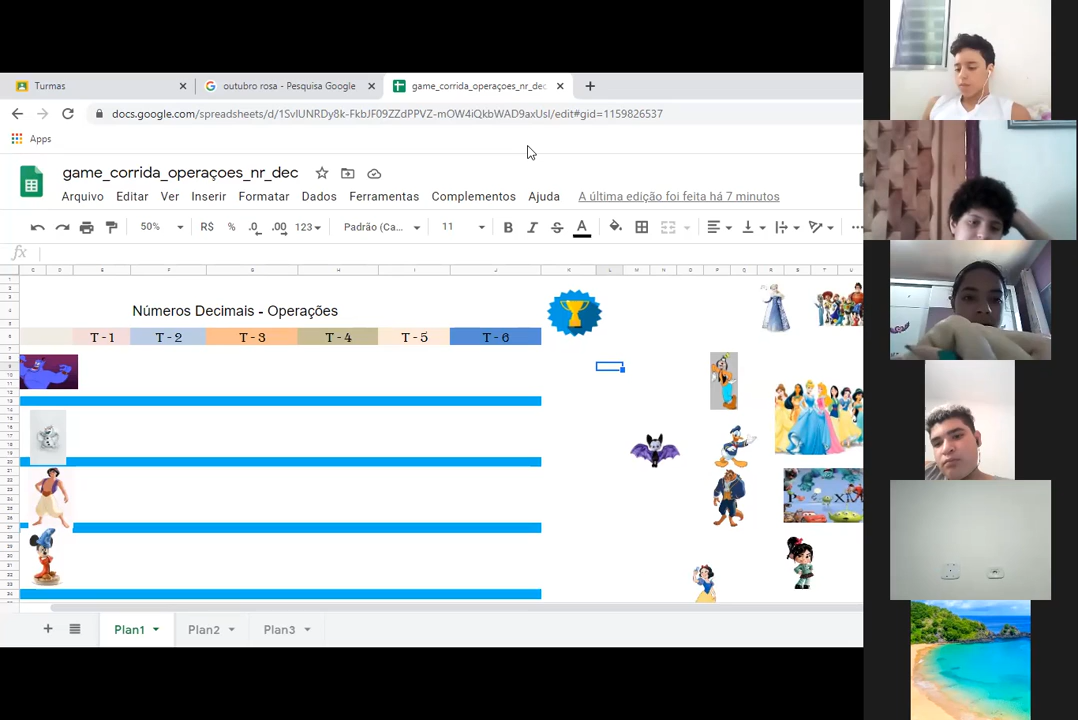 Turmas
outubro rosa - Pesquisa Google
game_corrida_operaçoes_nr_dec
docs.google.com/spreadsheets/d/1SvIUNRDy8k-FkbJF09ZZdPPVZ-mOW4iQkbWAD9axUsI/edit#gid=1159826537
Apps
game_corrida_operaçoes_nr_dec
Arquivo Editar Ver Inserir Formatar Dados Ferramentas Complementos Ajuda A última edição foi feita há 7 minutos
50% R$ % .0 .00 123 Padrão (Ca... 11 B I S A
fx
Números Decimais - Operações
T - 1 T - 2 T - 3 T - 4 T - 5 T - 6
Plan1 Plan2 Plan3